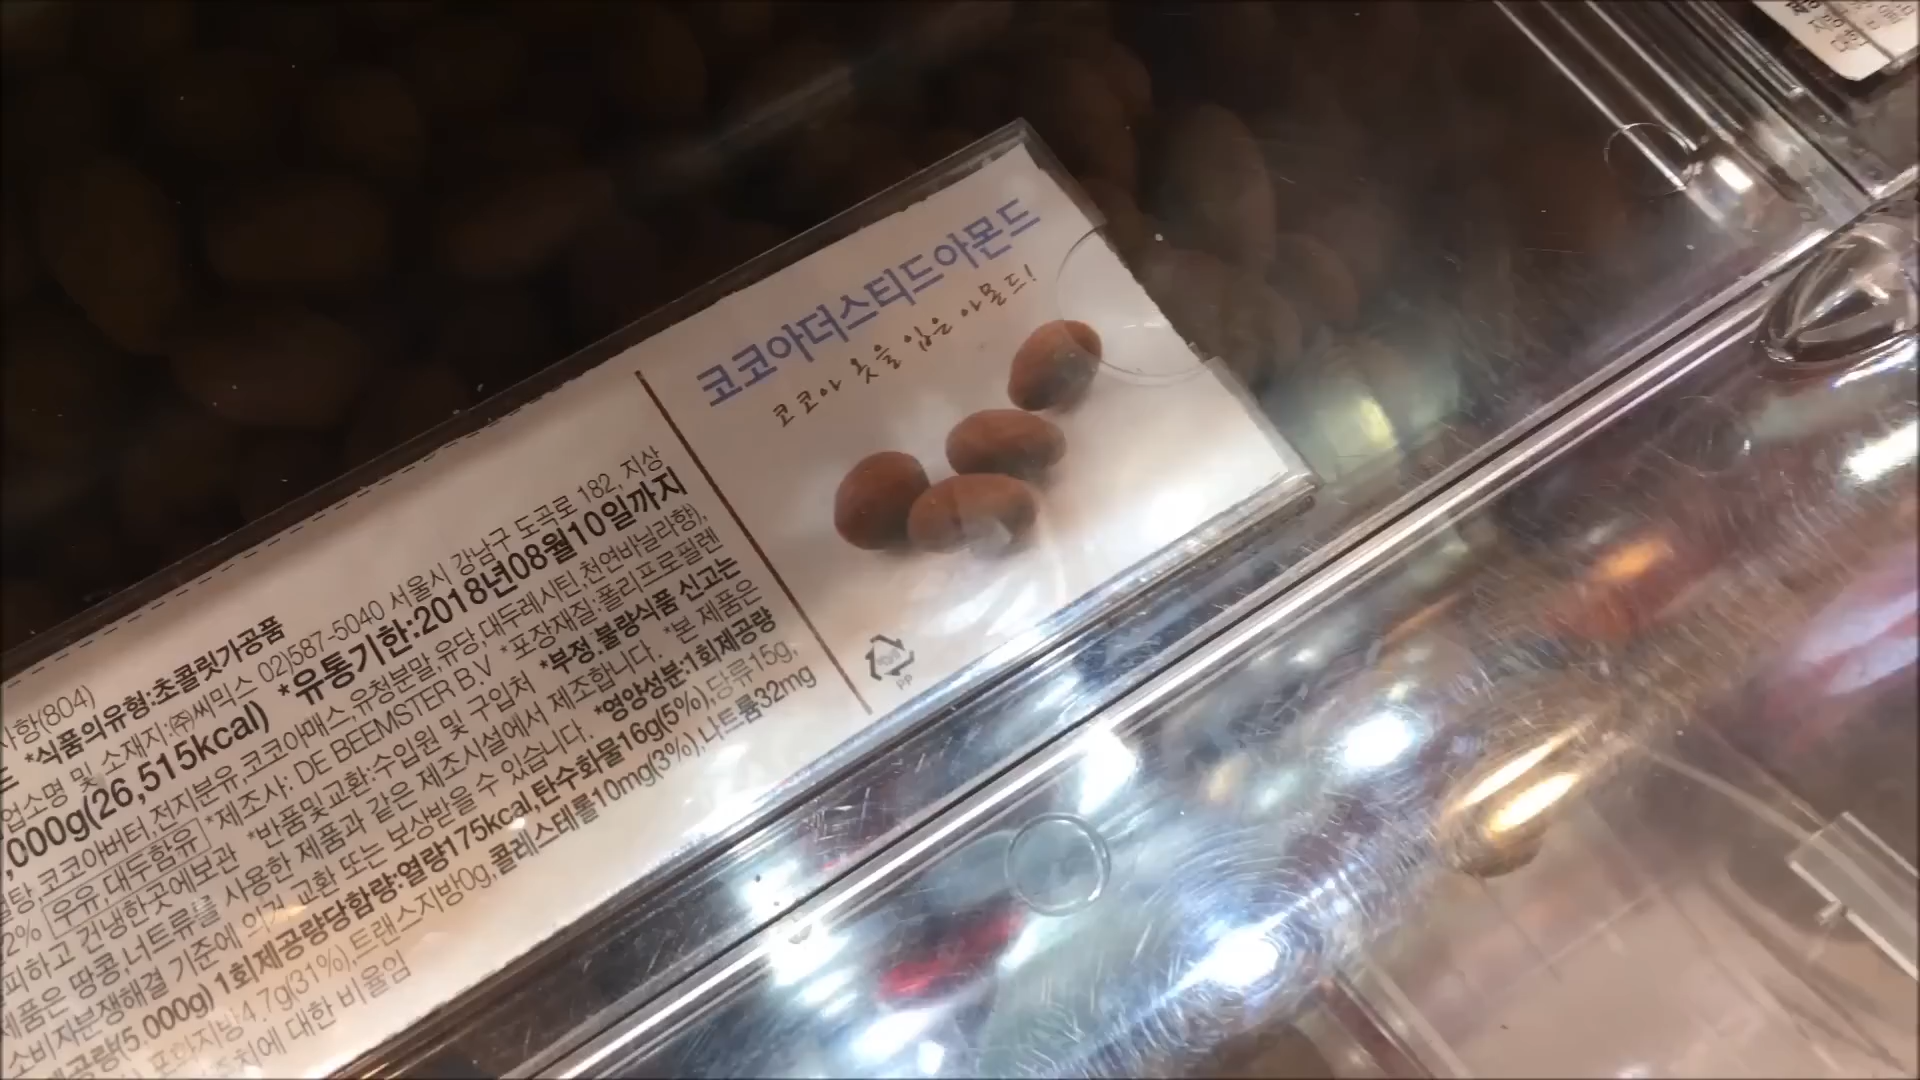 코코아더스티드아몬드
코코아 옷을 입은 아몬드!
PP
사항(804)
*식품의유형:초콜릿가공품
업소명 및 소재지:㈜씨믹스 02)587-5040 서울시 강남구 도곡로 182, 지상
,000g(26,515kcal) *유통기한:2018년08월10일까지
설탕,코코아버터,전지분유,코코아매스,유청분말,유당,대두레시틴,천연바닐라향),
2% 우유,대두함유 *제조사: DE BEEMSTER B.V *포장재질:폴리프로필렌
피하고 건냉한곳에보관 *반품및교환:수입원 및 구입처 *부정.불량식품 신고는
제품은 땅콩,너트류를 사용한 제품과 같은 제조시설에서 제조합니다. *본 제품은
소비자분쟁해결 기준에 의거 교환 또는 보상받을 수 있습니다. *영양성분:1회제공량
제공량(5,000g) 1회제공량당함량:열량175kcal,탄수화물16g(5%),당류15g,
포화지방4.7g(31%),트랜스지방0g,콜레스테롤10mg(3%),나트륨32mg
치에 대한 비율임